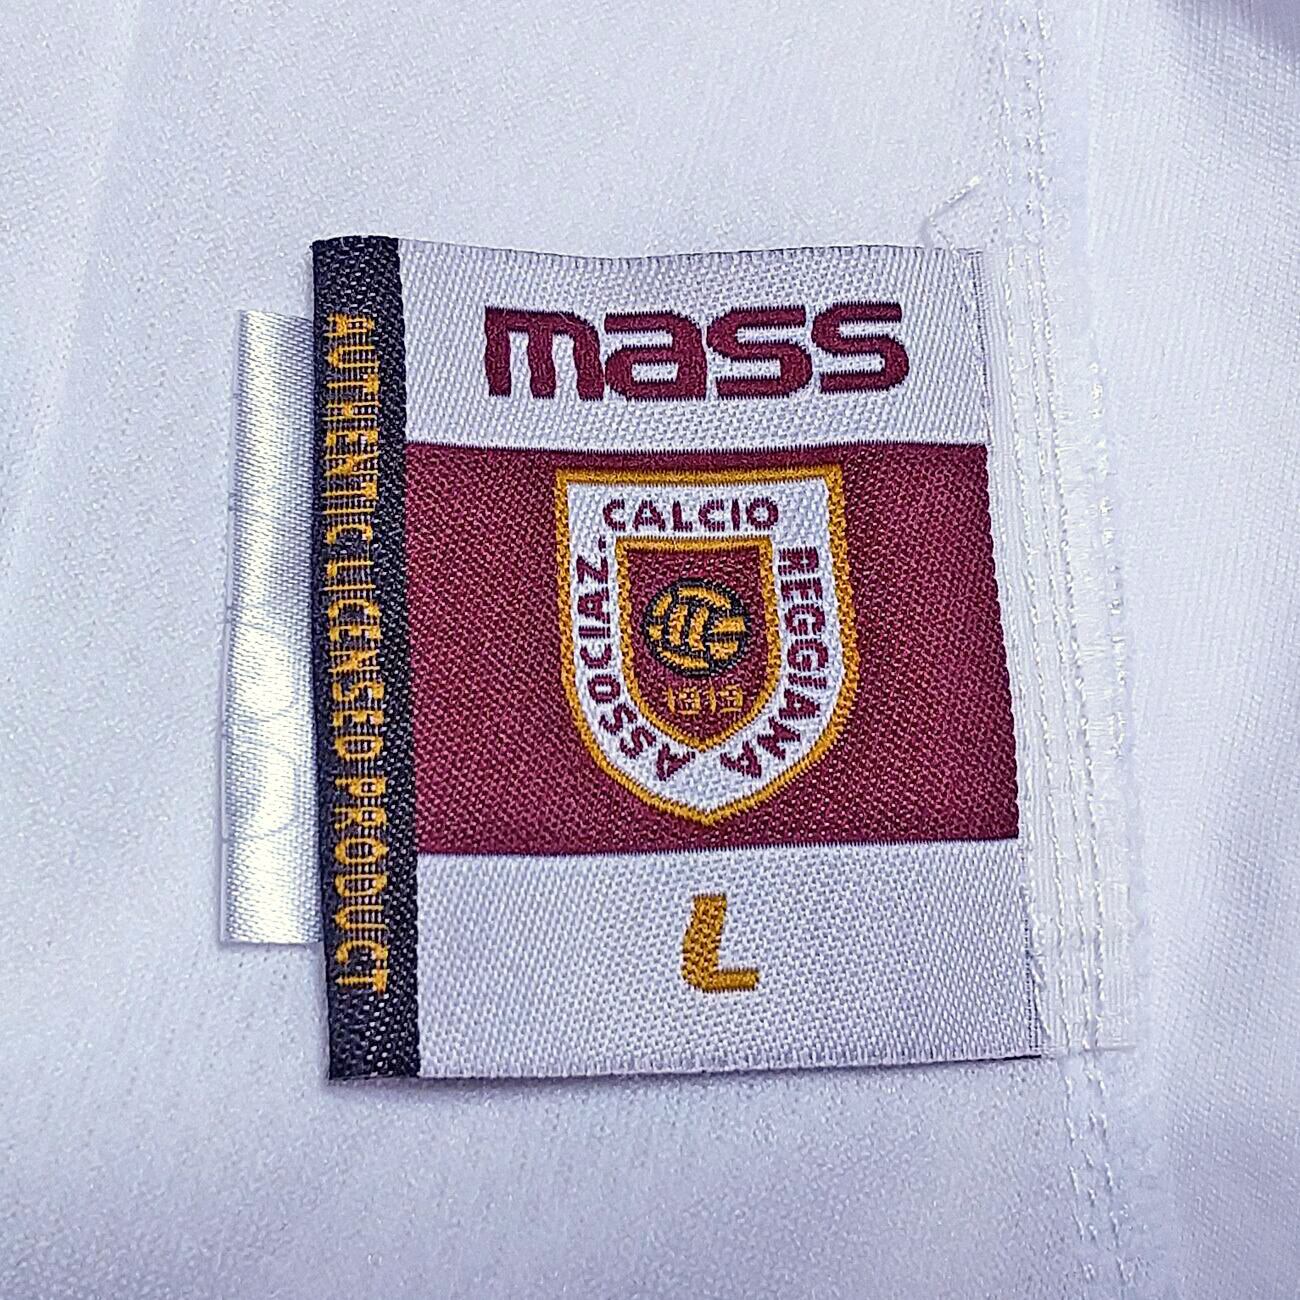 mass
ASSOCIAZ. CALCIO REGGIANA
1919
L
AUTHENTIC LICENSED PRODUCT